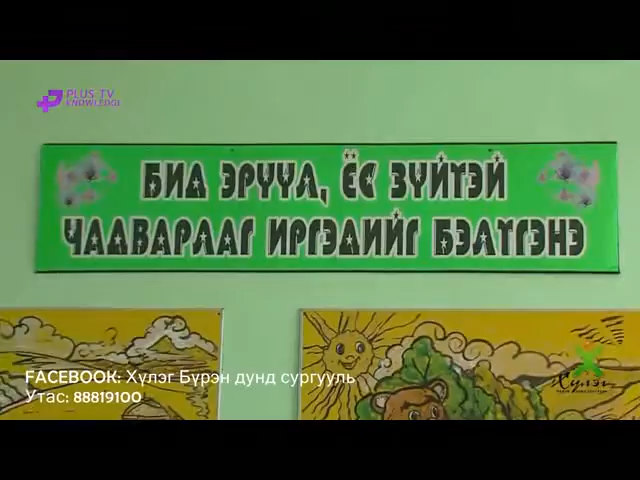 PLUS TV
KNOWLEDGE
БИД ЭРҮҮЛ, ЁС ЗҮЙТЭЙ
ЧАДВАРЛАГ ИРГЭДИЙГ БЭЛТГЭНЭ
FACEBOOK: Хүлэг Бүрэн дунд сургууль
Утас: 88819100
Хүлэг